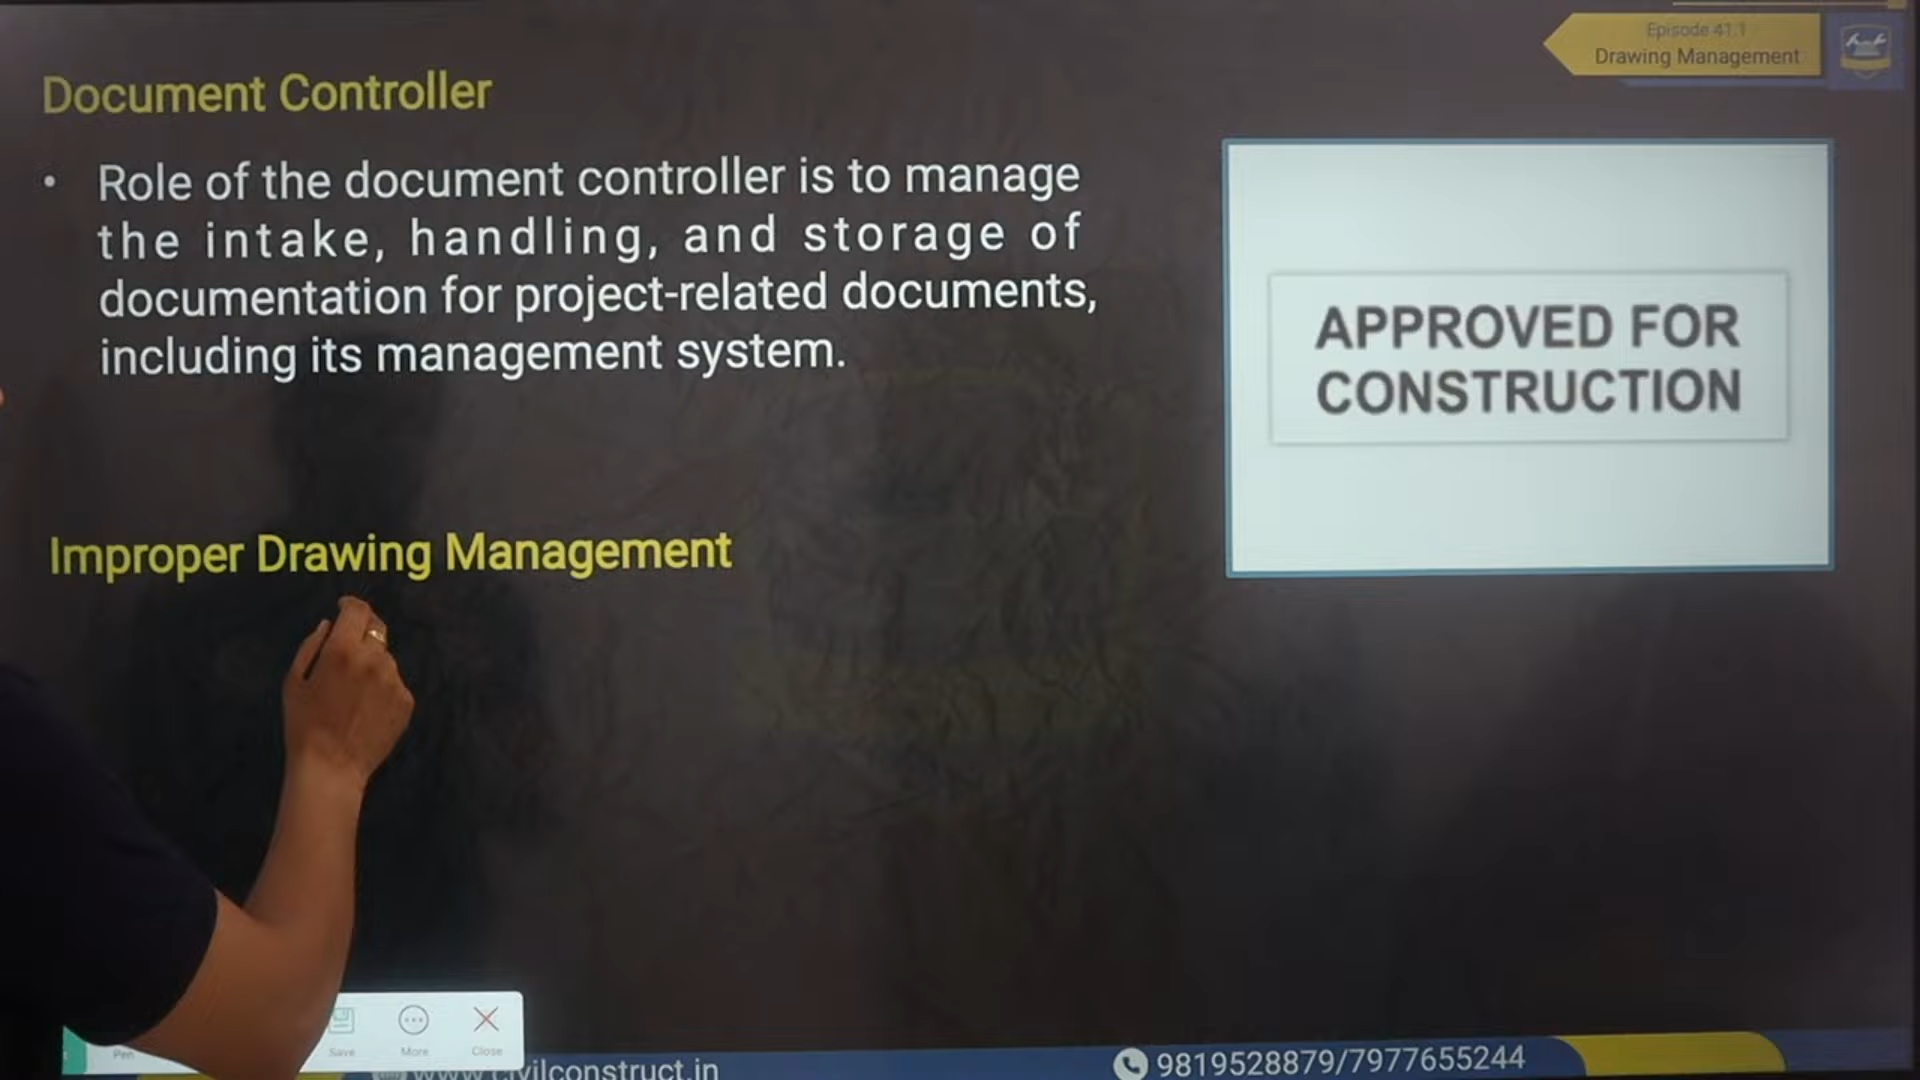 Episode 41.1
Drawing Management
Document Controller
• Role of the document controller is to manage
the intake, handling, and storage of
documentation for project-related documents,
including its management system.
APPROVED FOR
CONSTRUCTION
Improper Drawing Management
Pen
Save
More
Close
9819528879/7977655244